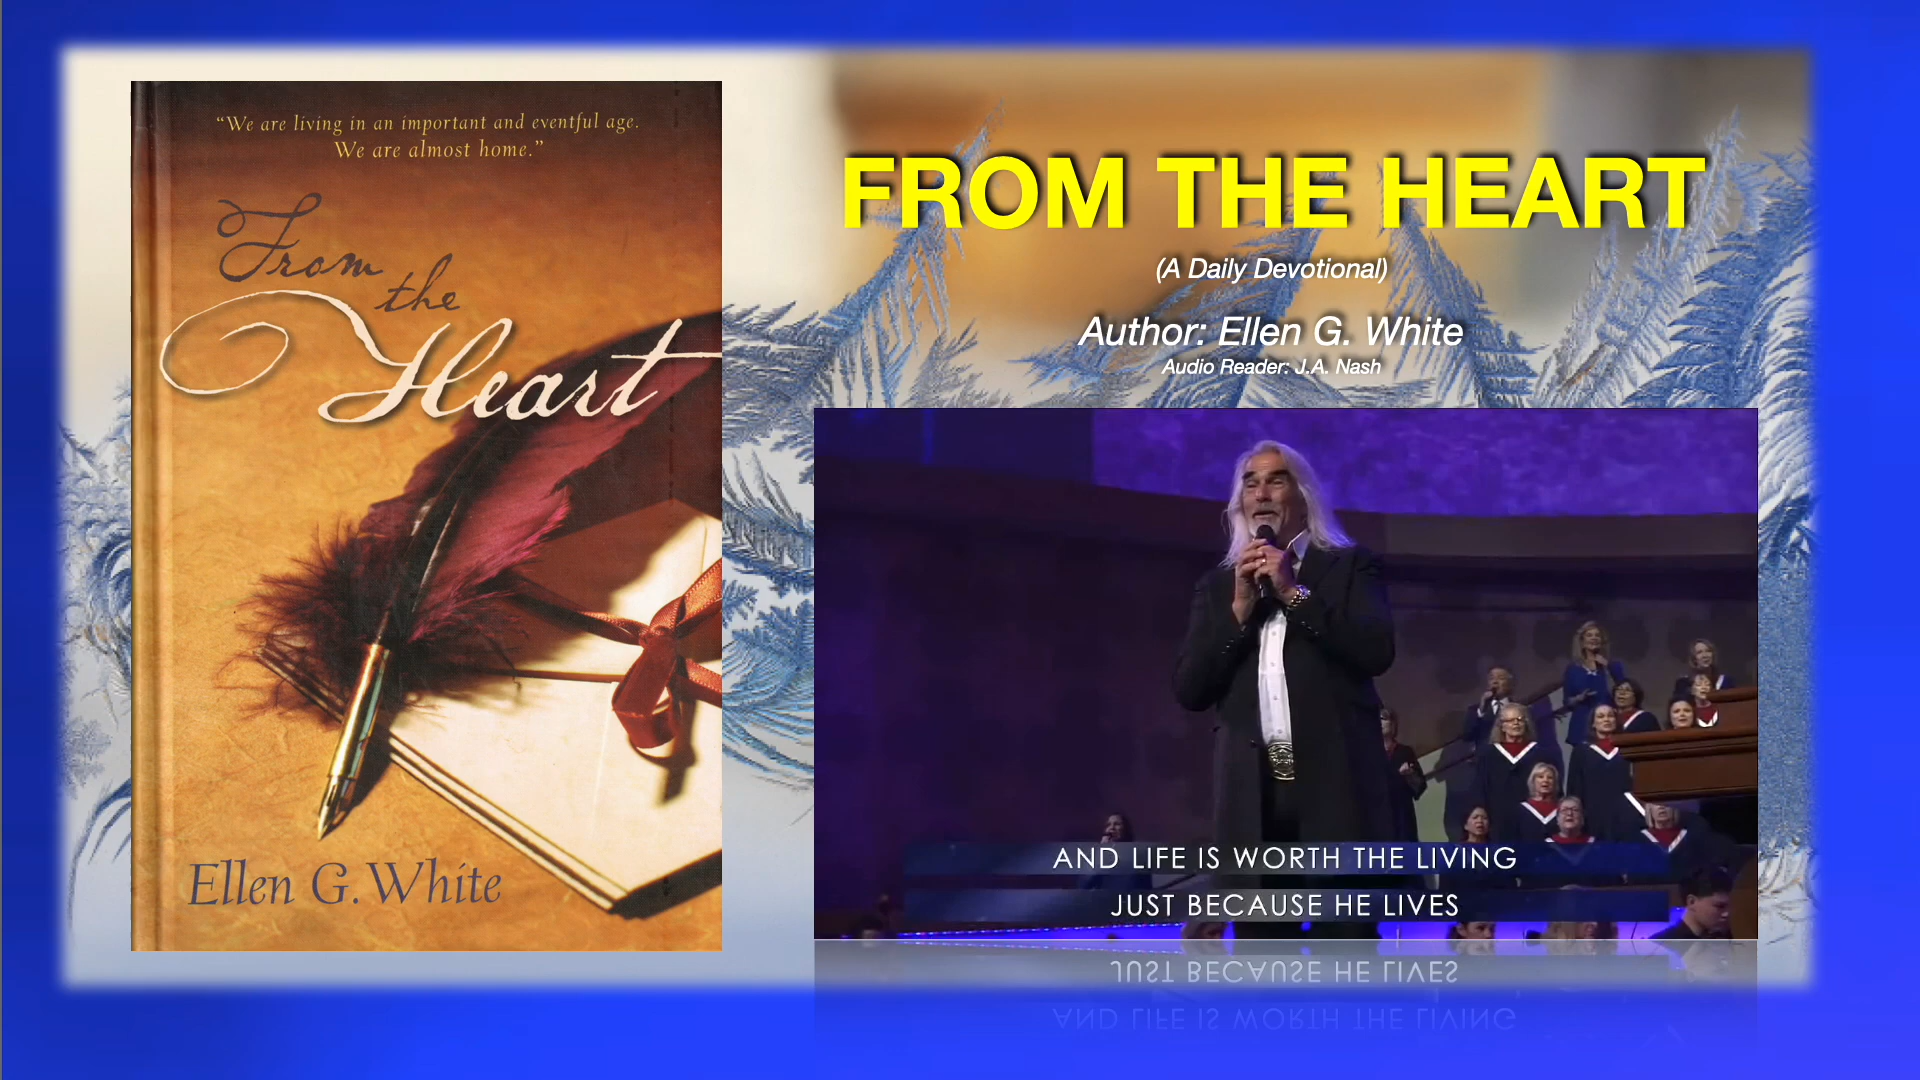 “We are living in an important and eventful age.
We are almost home.”
From
the
Heart
Ellen G. White
FROM THE HEART
(A Daily Devotional)
Author: Ellen G. White
Audio Reader: J.A. Nash
AND LIFE IS WORTH THE LIVING
JUST BECAUSE HE LIVES
JUST BECAUSE HE LIVES
AND LIFE IS WORTH THE LIVING